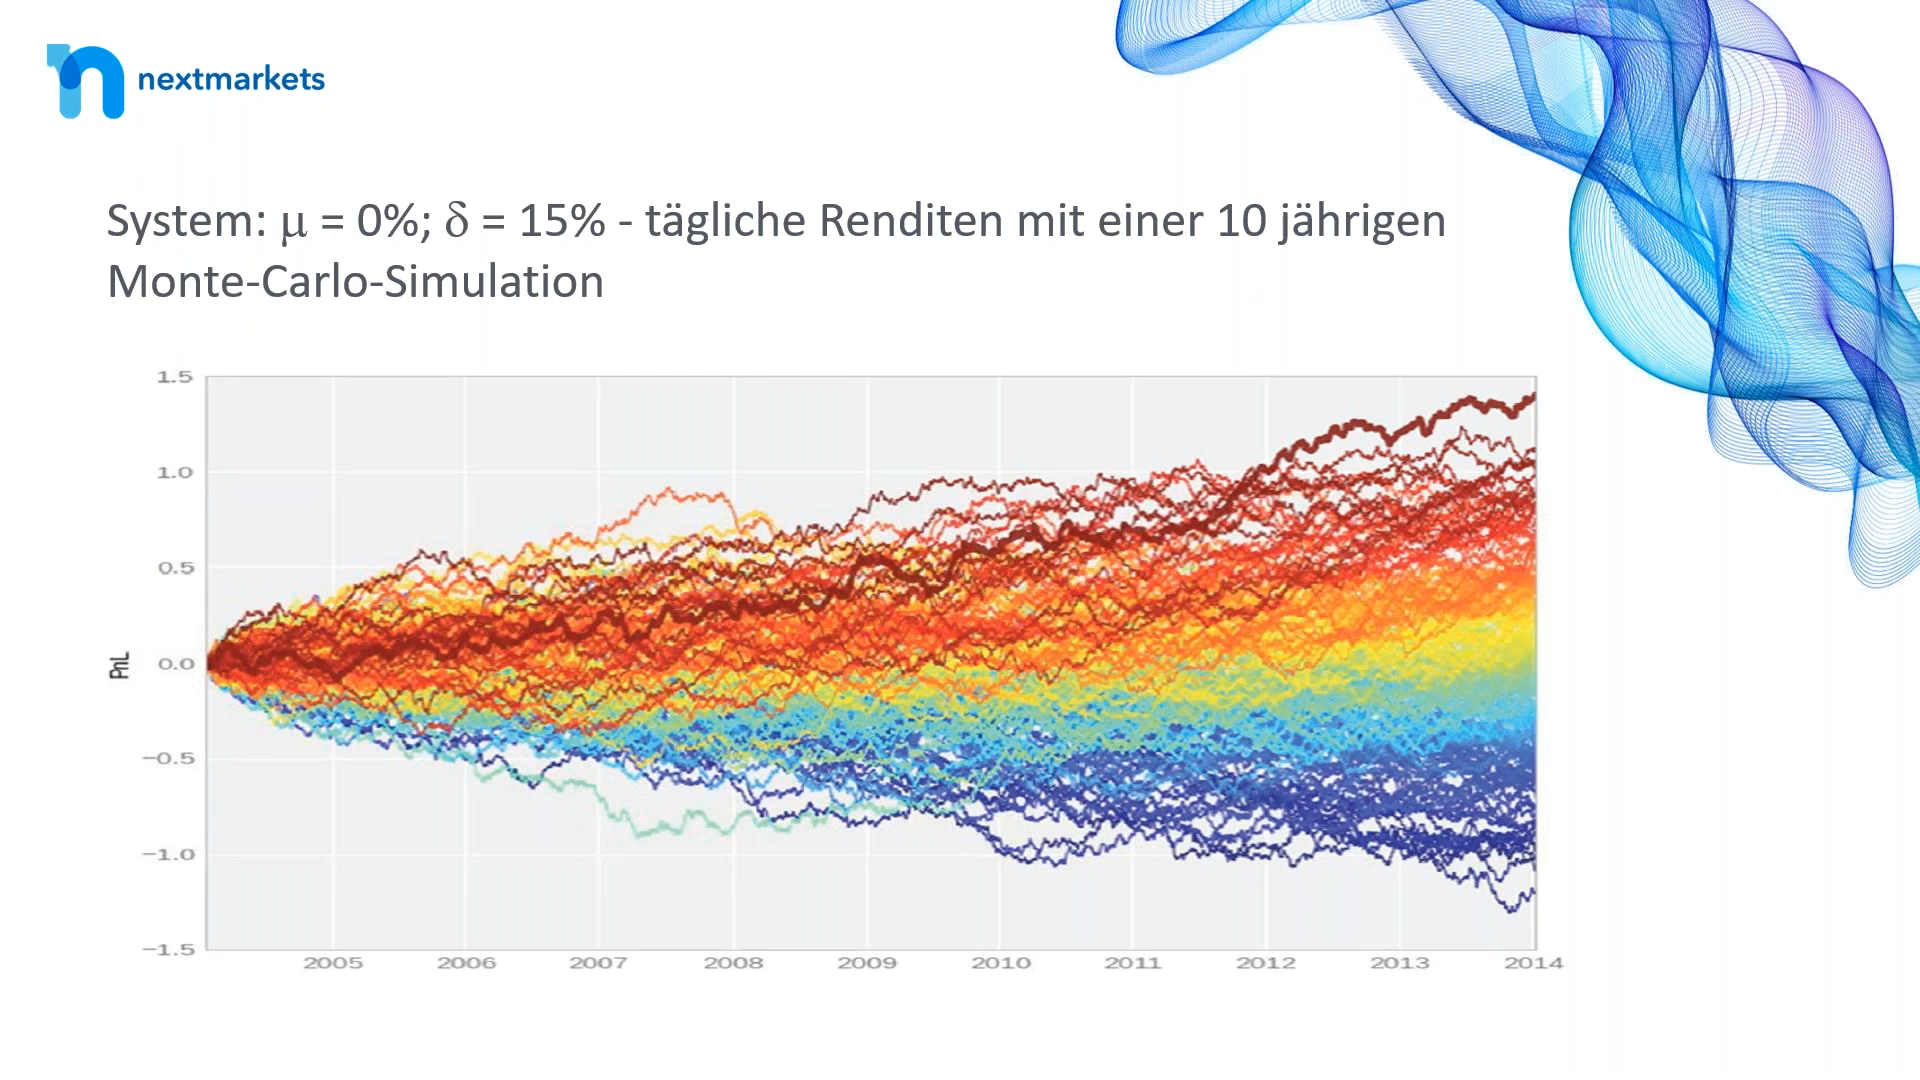 nextmarkets
System: μ = 0%; δ = 15% - tägliche Renditen mit einer 10 jährigen
Monte-Carlo-Simulation
1.5
1.0
0.5
0.0
−0.5
−1.0
−1.5
PnL
2005 2006 2007 2008 2009 2010 2011 2012 2013 2014